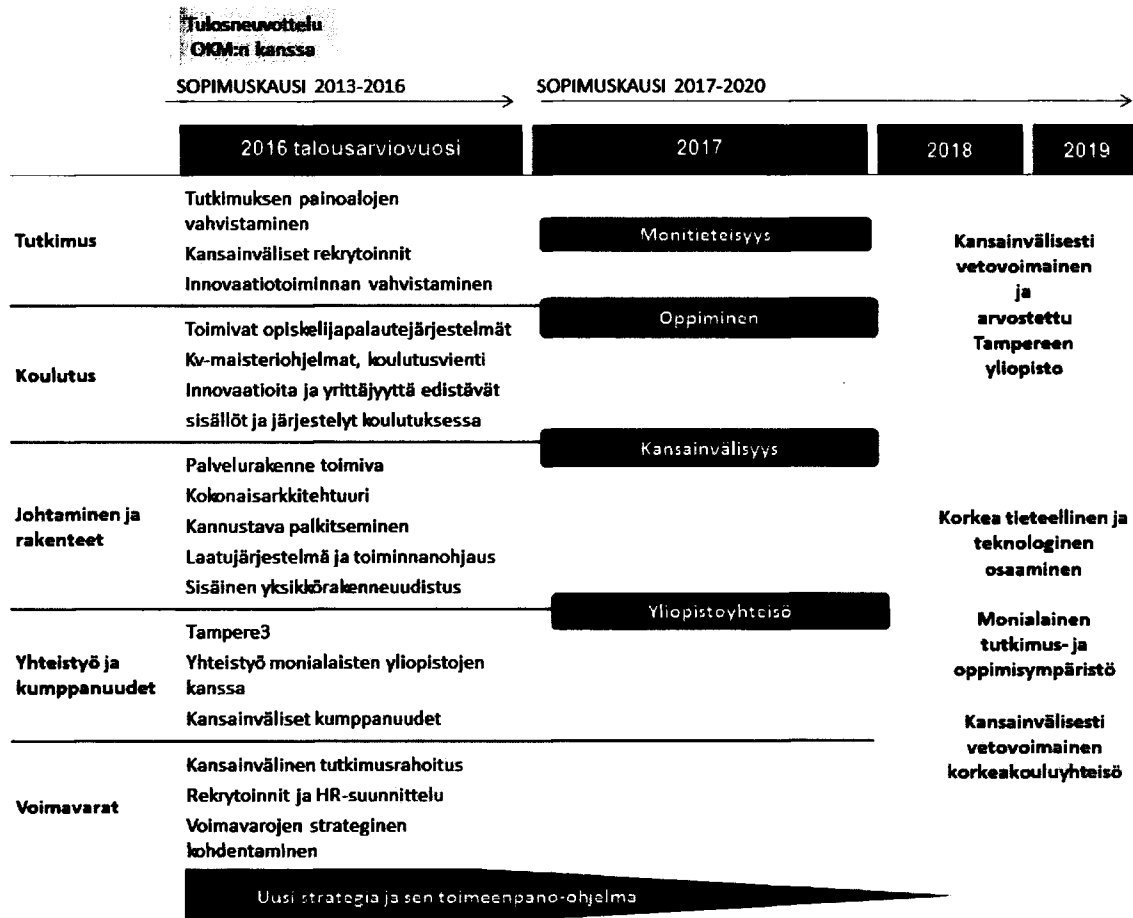 Tulosneuvottelu
OKM:n kanssa
SOPIMUSKAUSI 2013-2016
SOPIMUSKAUSI 2017-2020
2016 talousarviovuosi
2017
2018
2019
Tutkimus
Tutkimuksen painoalojen
vahvistaminen
Kansainväliset rekrytoinnit
Innovaatiotoiminnan vahvistaminen
Monitieteisyys
Kansainvälisesti
vetovoimainen
ja
arvostettu
Tampereen
yliopisto
Koulutus
Toimivat opiskelijapalautejärjestelmät
Kv-maisteriohjelmat, koulutusvienti
Innovaatioita ja yrittäjyyttä edistävät
sisällöt ja järjestelyt koulutuksessa
Oppiminen
Johtaminen ja
rakenteet
Palvelurakenne toimiva
Kokonaisarkkitehtuuri
Kannustava palkitseminen
Laatujärjestelmä ja toiminnanohjaus
Sisäinen yksikkörakenneuudistus
Kansainvälisyys
Korkea tieteellinen ja
teknologinen
osaaminen
Yhteistyö ja
kumppanuudet
Tampere3
Yhteistyö monialaisten yliopistojen
kanssa
Kansainväliset kumppanuudet
Yliopistoyhteisö
Monialainen
tutkimus- ja
oppimisympäristö
Kansainvälisesti
vetovoimainen
korkeakouluyhteisö
Voimavarat
Kansainvälinen tutkimusrahoitus
Rekrytoinnit ja HR-suunnittelu
Voimavarojen strateginen
kohdentaminen
Uusi strategia ja sen toimeenpano-ohjelma